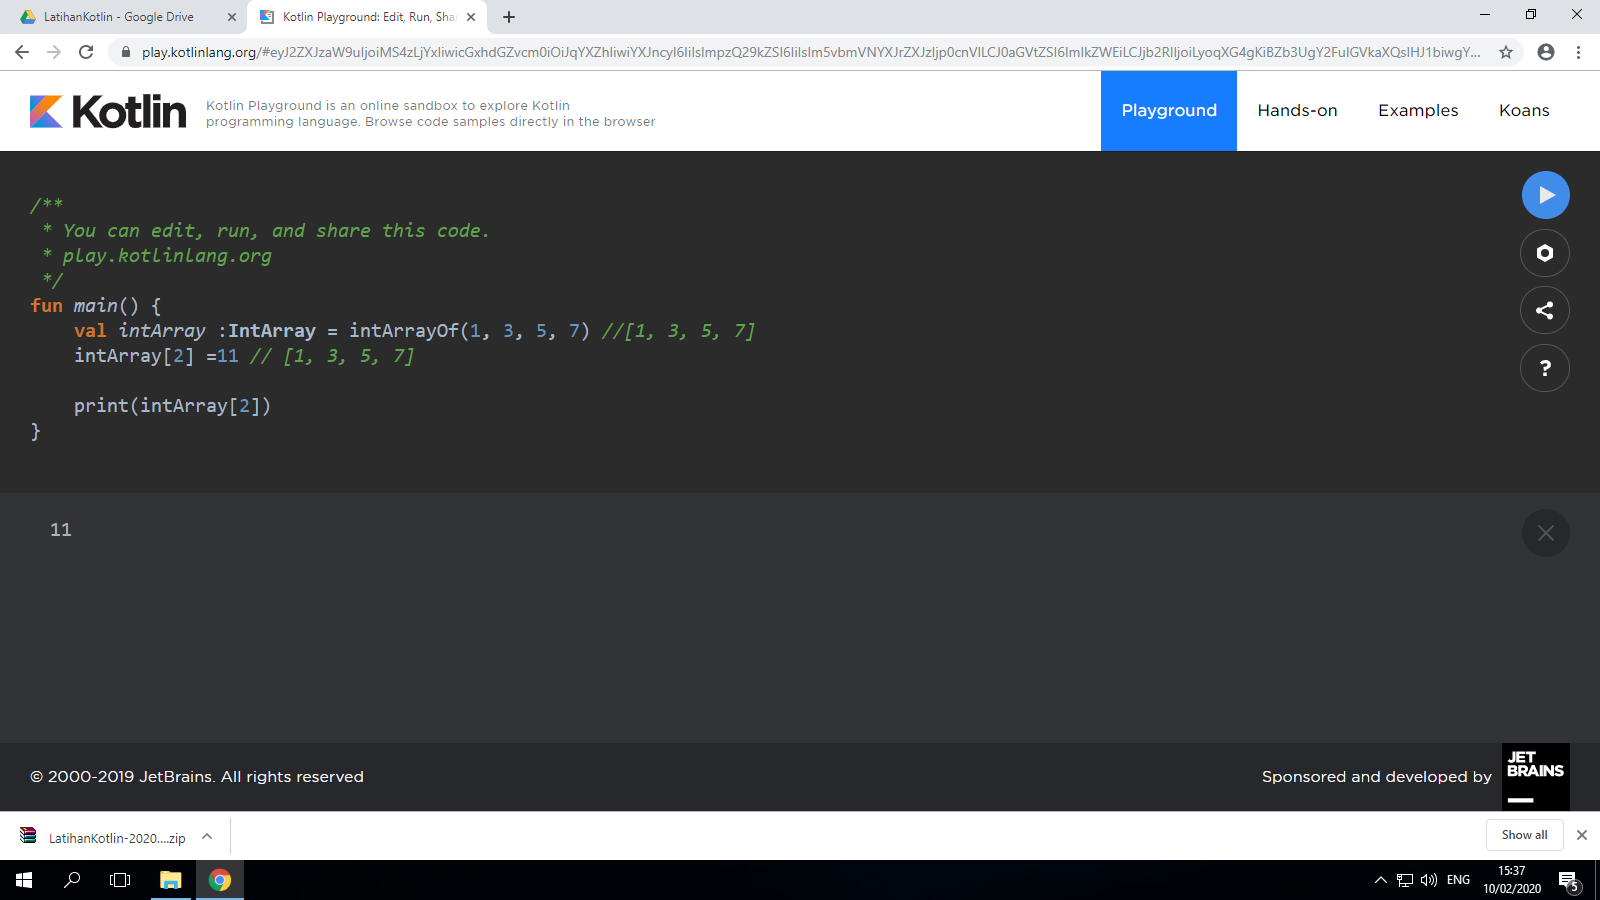 LatihanKotlin - Google Drive
Kotlin Playground: Edit, Run, Sha
Kotlin
Kotlin Playground is an online sandbox to explore Kotlin
programming language. Browse code samples directly in the browser
Playground
Hands-on
Examples
Koans
/**
* You can edit, run, and share this code.
* play.kotlinlang.org
*/
fun main() {
val intArray :IntArray = intArrayOf(1, 3, 5, 7) //[1, 3, 5, 7]
intArray[2] =11 // [1, 3, 5, 7]
print(intArray[2])
}
?
11
© 2000-2019 JetBrains. All rights reserved
Sponsored and developed by
JET
BRAINS
LatihanKotlin-2020....zip
Show all
ENG
15:37
10/02/2020
5